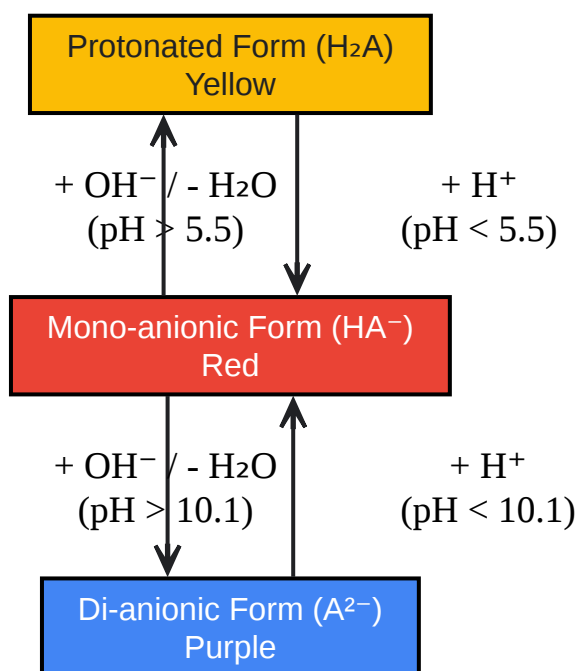 Protonated Form (H₂A)
Yellow
+ OH⁻ / - H₂O
(pH > 5.5)
+ H⁺
(pH < 5.5)
Mono-anionic Form (HA⁻)
Red
+ OH⁻ / - H₂O
(pH > 10.1)
+ H⁺
(pH < 10.1)
Di-anionic Form (A²⁻)
Purple